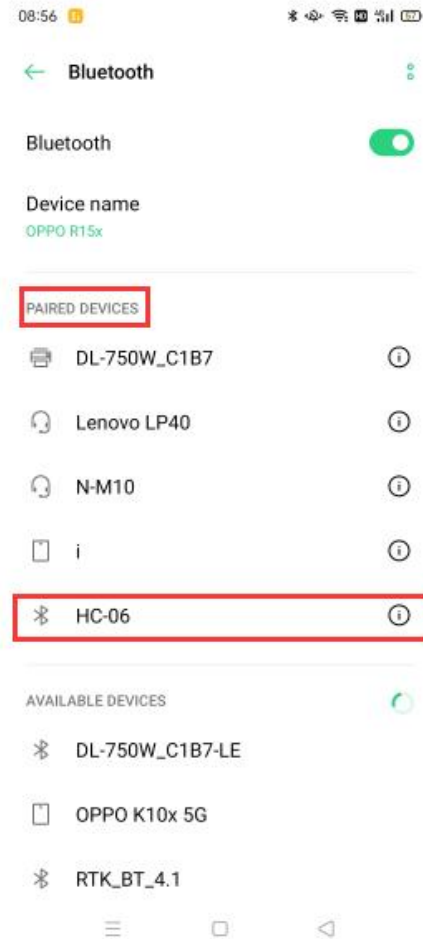 08:56
Bluetooth
Bluetooth
Device name
OPPO R15x
PAIRED DEVICES
DL-750W_C1B7
Lenovo LP40
N-M10
i
HC-06
AVAILABLE DEVICES
DL-750W_C1B7-LE
OPPO K10x 5G
RTK_BT_4.1